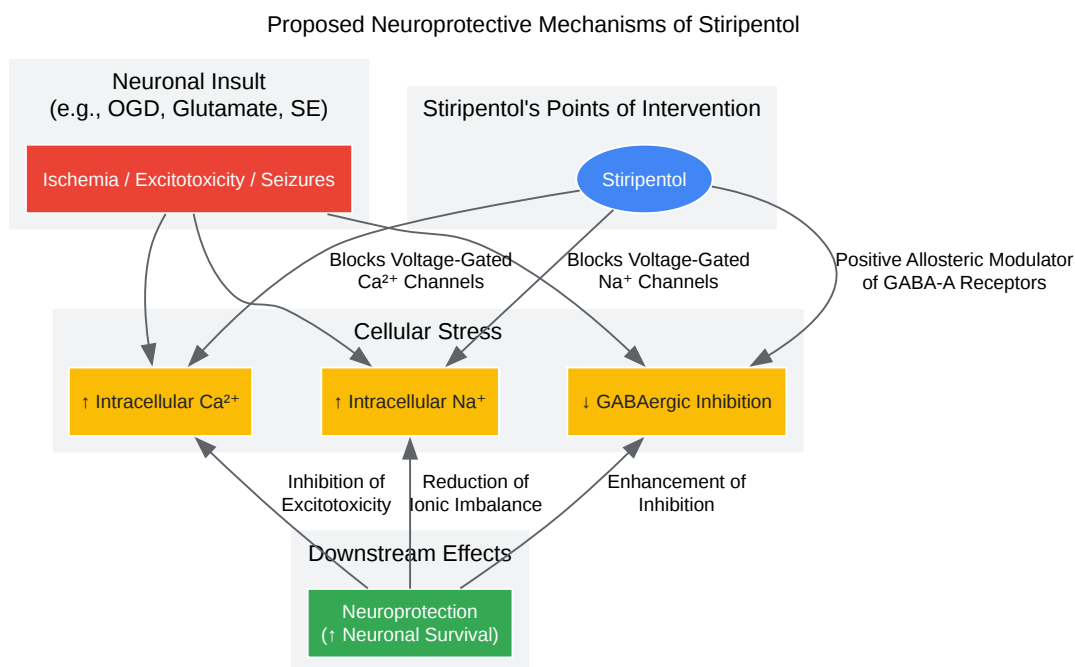 Proposed Neuroprotective Mechanisms of Stiripentol
Neuronal Insult
(e.g., OGD, Glutamate, SE)
Stiripentol's Points of Intervention
Ischemia / Excitotoxicity / Seizures
Stiripentol
Blocks Voltage-Gated
Ca²⁺ Channels
Blocks Voltage-Gated
Na⁺ Channels
Positive Allosteric Modulator
of GABA-A Receptors
Cellular Stress
↑ Intracellular Ca²⁺
↑ Intracellular Na⁺
↓ GABAergic Inhibition
Inhibition of
Excitotoxicity
Reduction of
Ionic Imbalance
Enhancement of
Inhibition
Downstream Effects
Neuroprotection
(↑ Neuronal Survival)